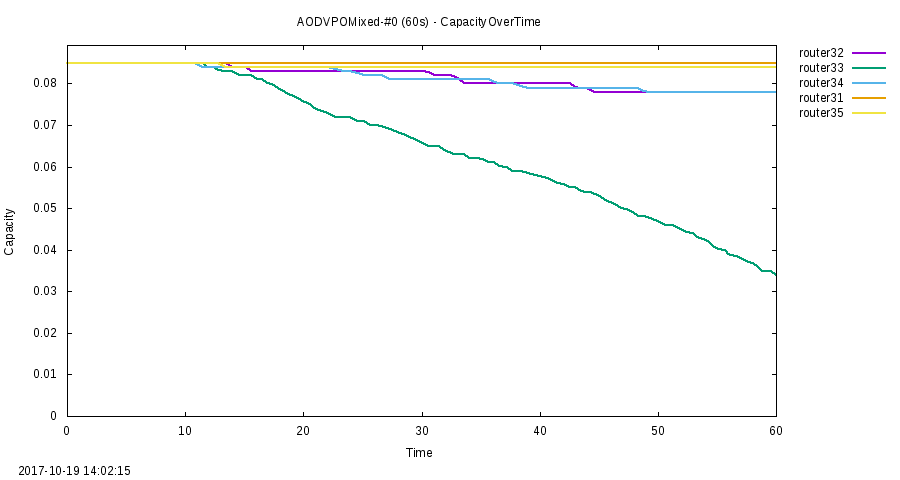 AODVPOMixed-#0 (60s) - CapacityOverTime
router32
router33
router34
router31
router35
0.08
0.07
0.06
0.05
0.04
0.03
0.02
0.01
0
Capacity
0 10 20 30 40 50 60
Time
2017-10-19 14:02:15